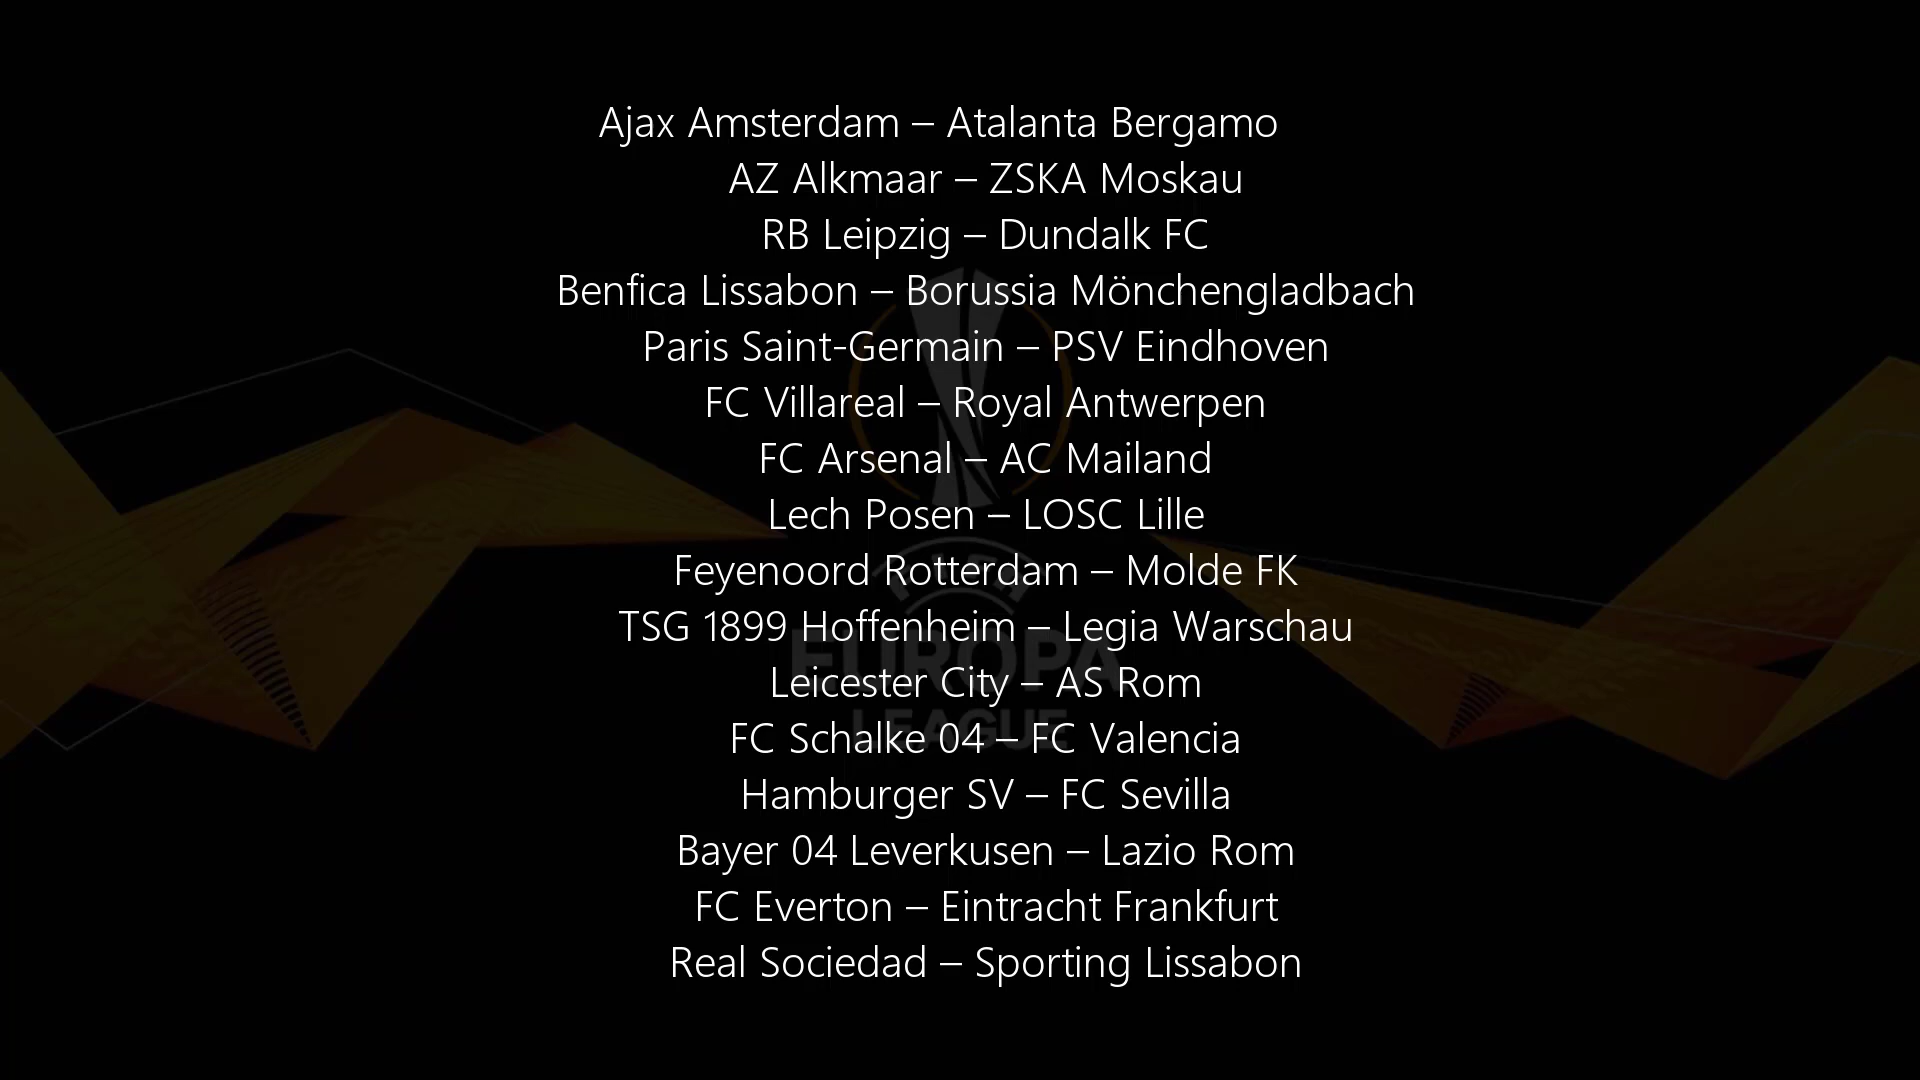 Ajax Amsterdam – Atalanta Bergamo
AZ Alkmaar – ZSKA Moskau
RB Leipzig – Dundalk FC
Benfica Lissabon – Borussia Mönchengladbach
Paris Saint-Germain – PSV Eindhoven
FC Villareal – Royal Antwerpen
FC Arsenal – AC Mailand
Lech Posen – LOSC Lille
Feyenoord Rotterdam – Molde FK
TSG 1899 Hoffenheim – Legia Warschau
Leicester City – AS Rom
FC Schalke 04 – FC Valencia
Hamburger SV – FC Sevilla
Bayer 04 Leverkusen – Lazio Rom
FC Everton – Eintracht Frankfurt
Real Sociedad – Sporting Lissabon
UEFA
EUROPA
LEAGUE